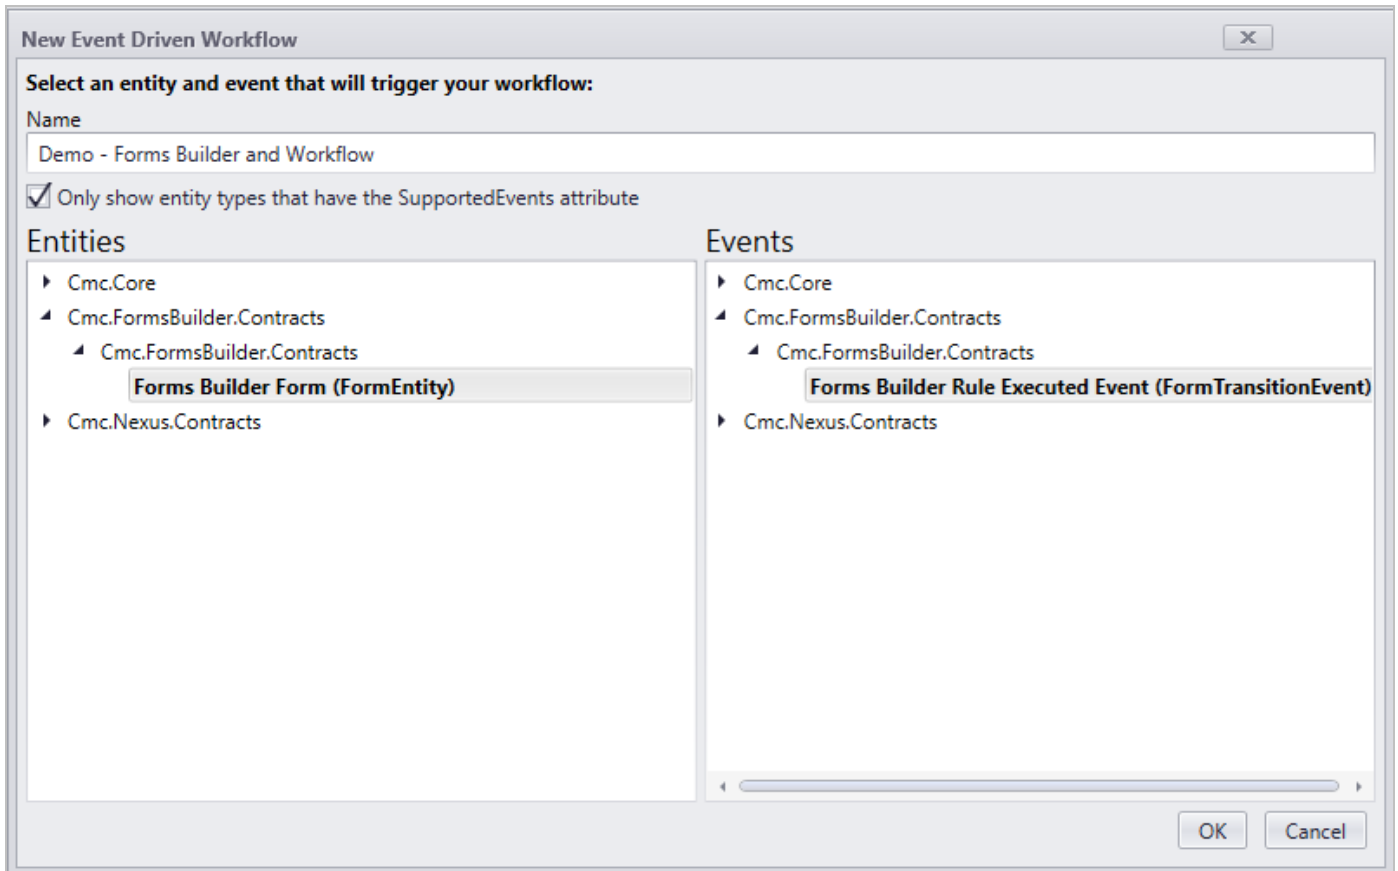 New Event Driven Workflow
Select an entity and event that will trigger your workflow:
Name
Demo - Forms Builder and Workflow
Only show entity types that have the SupportedEvents attribute
Entities
Cmc.Core
Cmc.FormsBuilder.Contracts
Cmc.FormsBuilder.Contracts
Forms Builder Form (FormEntity)
Cmc.Nexus.Contracts
Events
Cmc.Core
Cmc.FormsBuilder.Contracts
Cmc.FormsBuilder.Contracts
Forms Builder Rule Executed Event (FormTransitionEvent)
Cmc.Nexus.Contracts
OK
Cancel